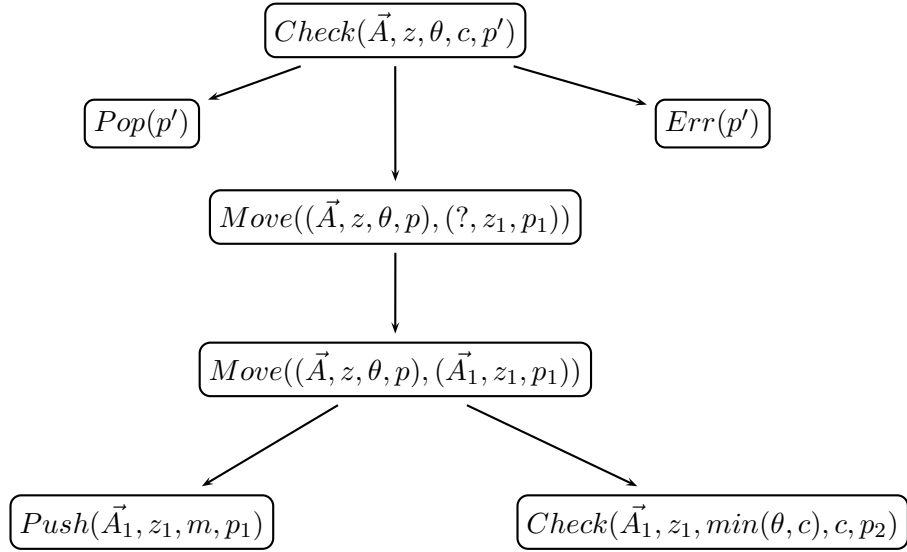 Check(A⃗, z, θ, c, p′)
Pop(p′)
Err(p′)
Move((A⃗, z, θ, p), (?, z₁, p₁))
Move((A⃗, z, θ, p), (A⃗₁, z₁, p₁))
Push(A⃗₁, z₁, m, p₁)
Check(A⃗₁, z₁, min(θ, c), c, p₂)